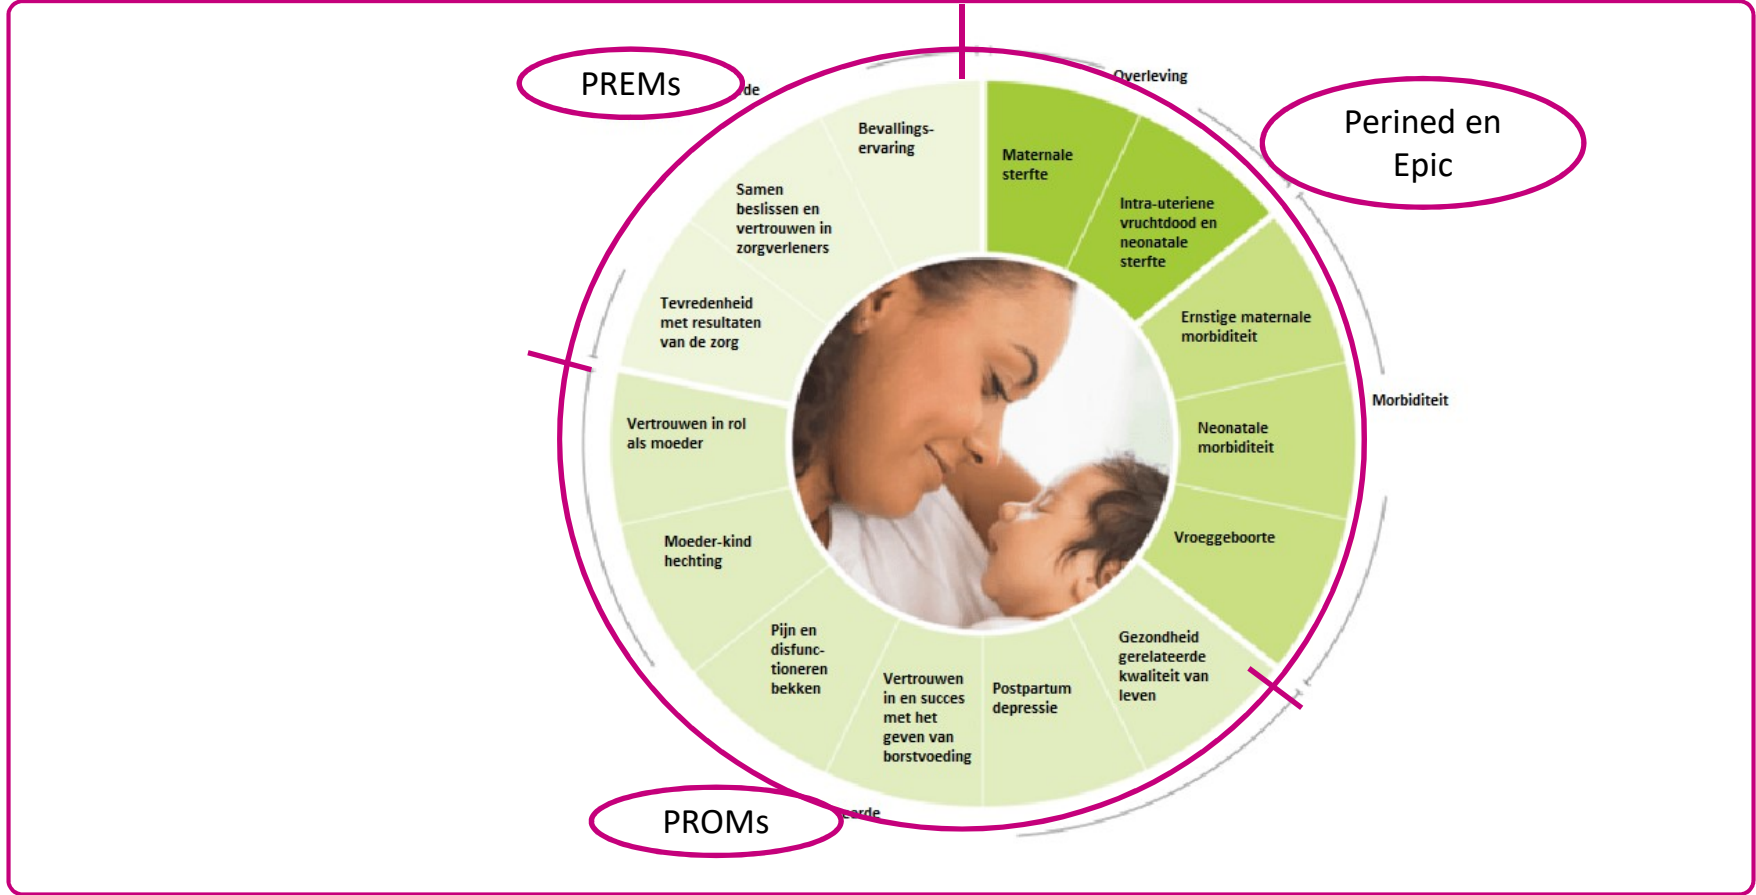 PREMs
de
Overleving
Perined en
Epic
Bevallings-
ervaring
Maternale
sterfte
Samen
beslissen en
vertrouwen in
zorgverleners
Intra-uteriene
vruchtdood en
neonatale
sterfte
Tevredenheid
met resultaten
van de zorg
Ernstige maternale
morbiditeit
Morbiditeit
Vertrouwen in rol
als moeder
Neonatale
morbiditeit
Moeder-kind
hechting
Vroeggeboorte
Pijn en
disfunc-
tioneren
bekken
Gezondheid
gerelateerde
kwaliteit van
leven
Vertrouwen
in en succes
met het
geven van
borstvoeding
Postpartum
depressie
PROMs